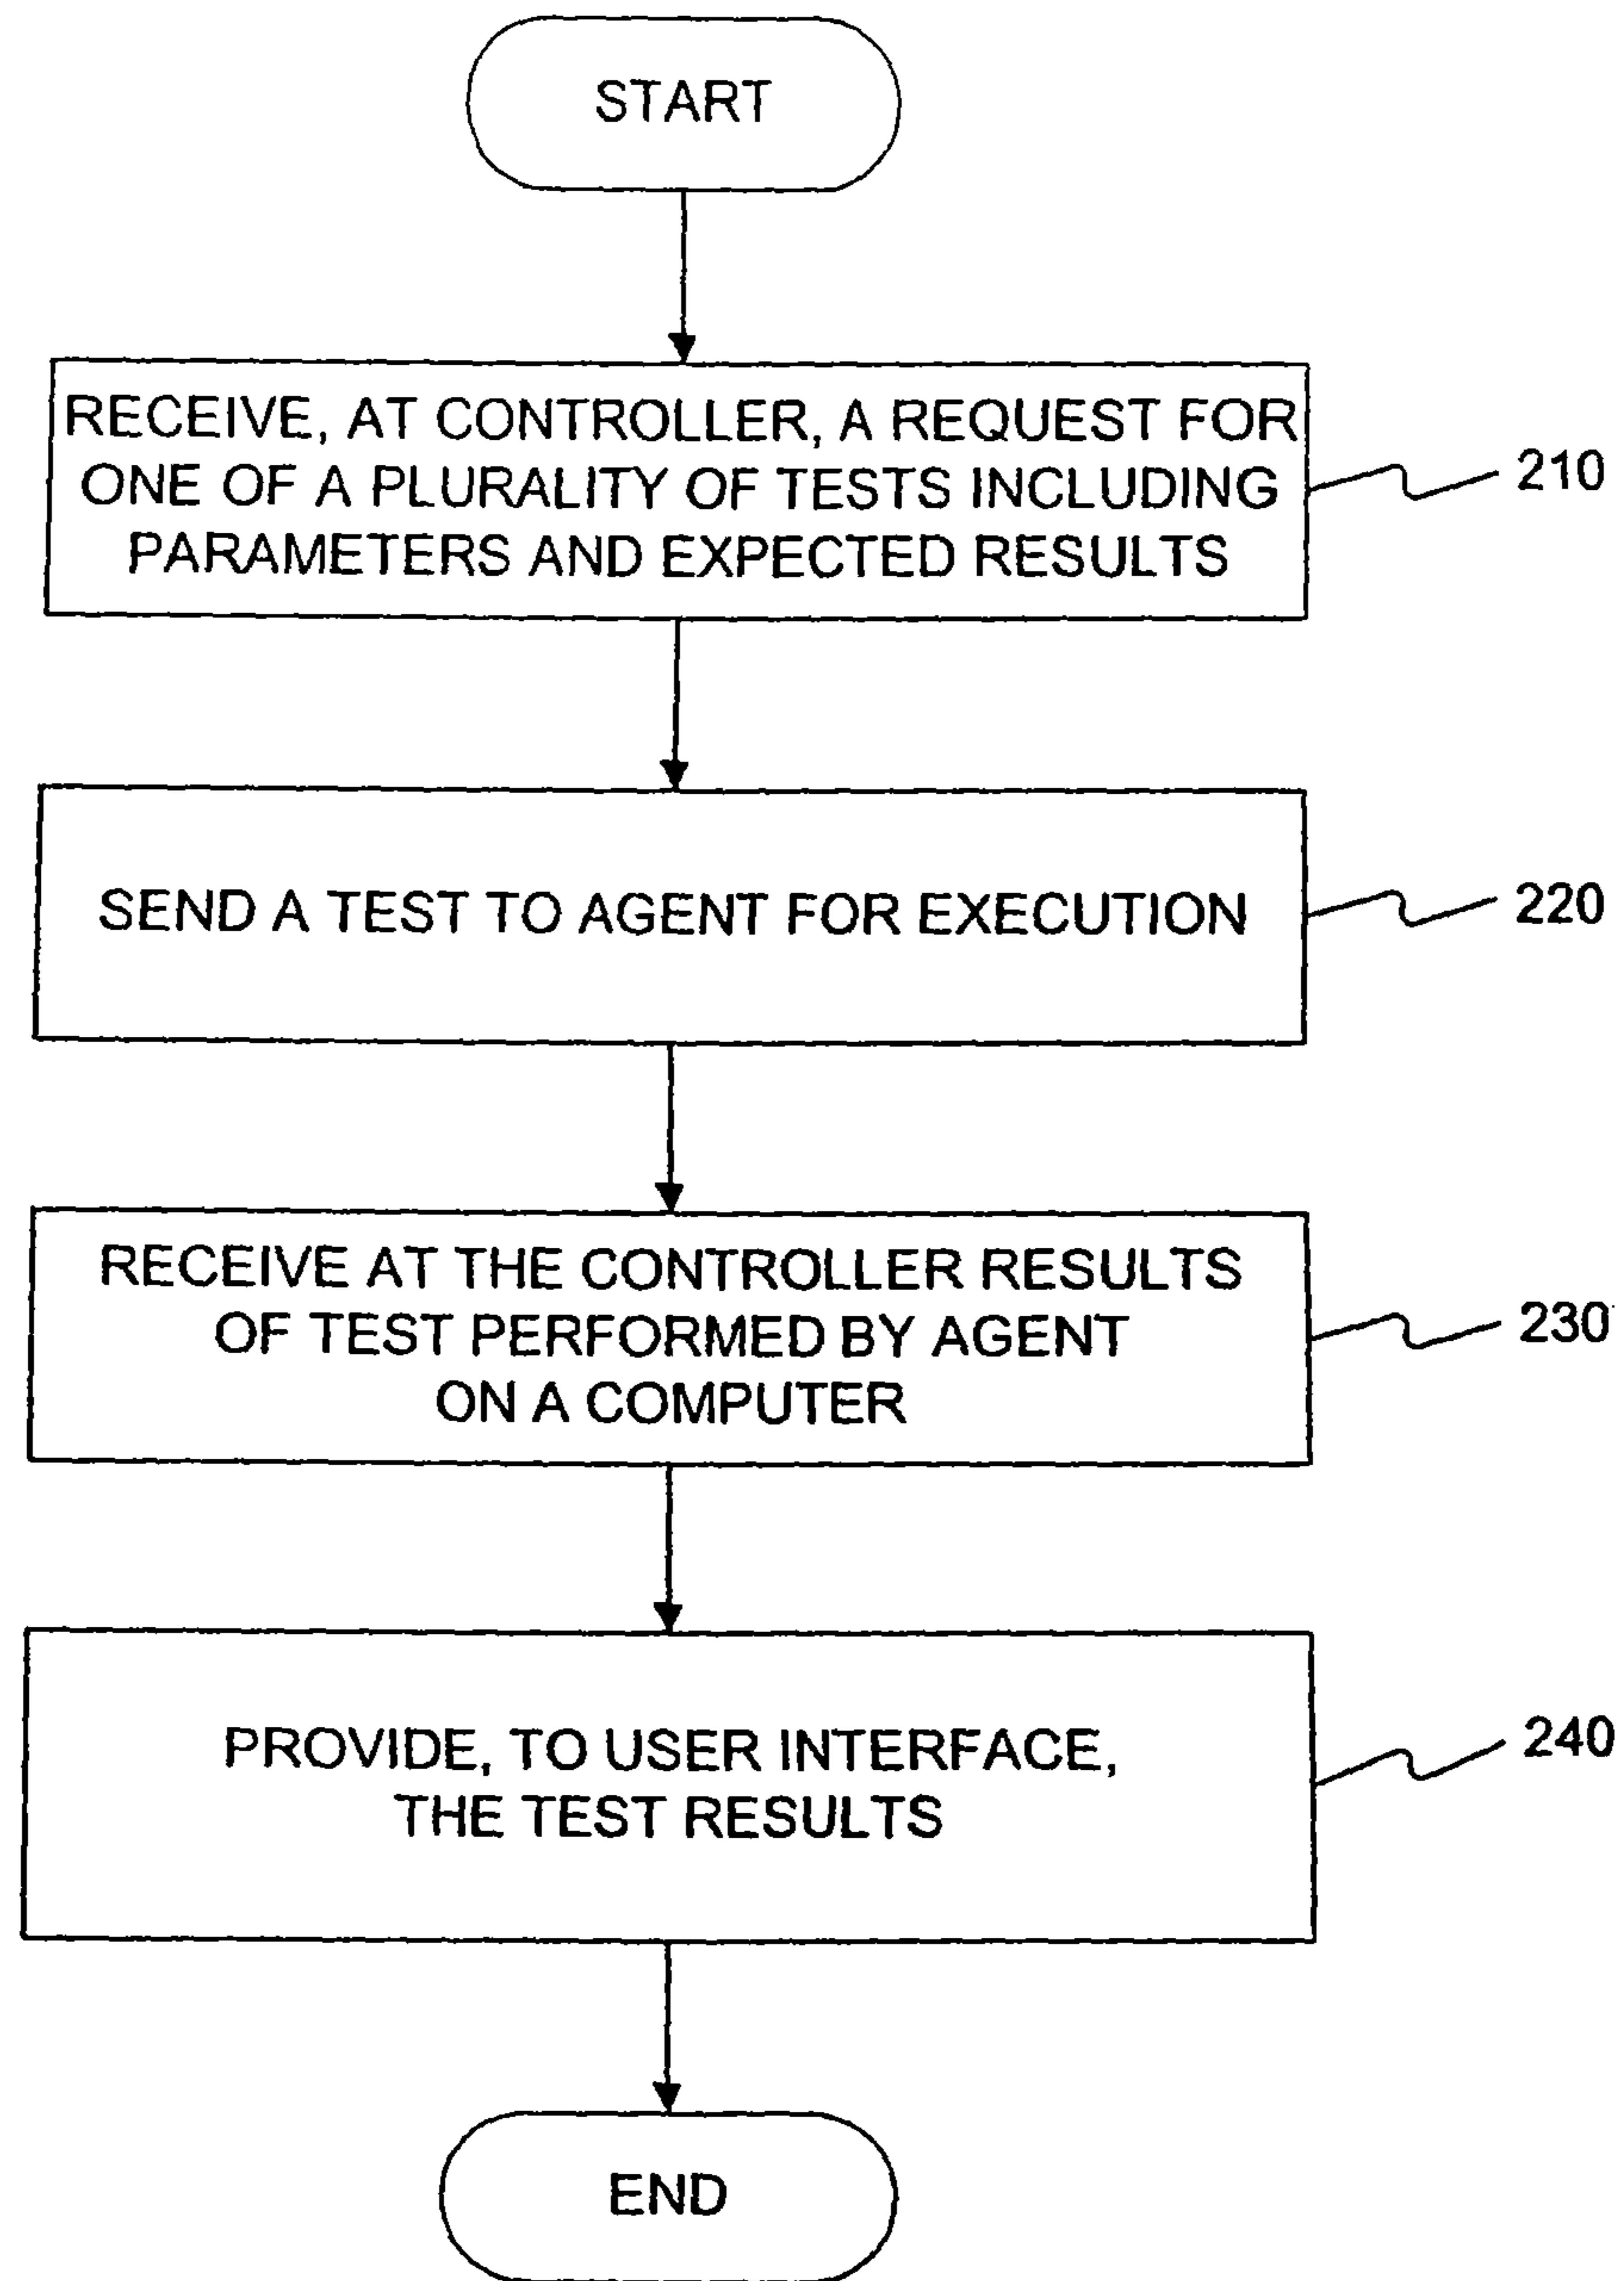 START
RECEIVE, AT CONTROLLER, A REQUEST FOR
ONE OF A PLURALITY OF TESTS INCLUDING
PARAMETERS AND EXPECTED RESULTS
210
SEND A TEST TO AGENT FOR EXECUTION
220
RECEIVE AT THE CONTROLLER RESULTS
OF TEST PERFORMED BY AGENT
ON A COMPUTER
230
PROVIDE, TO USER INTERFACE,
THE TEST RESULTS
240
END